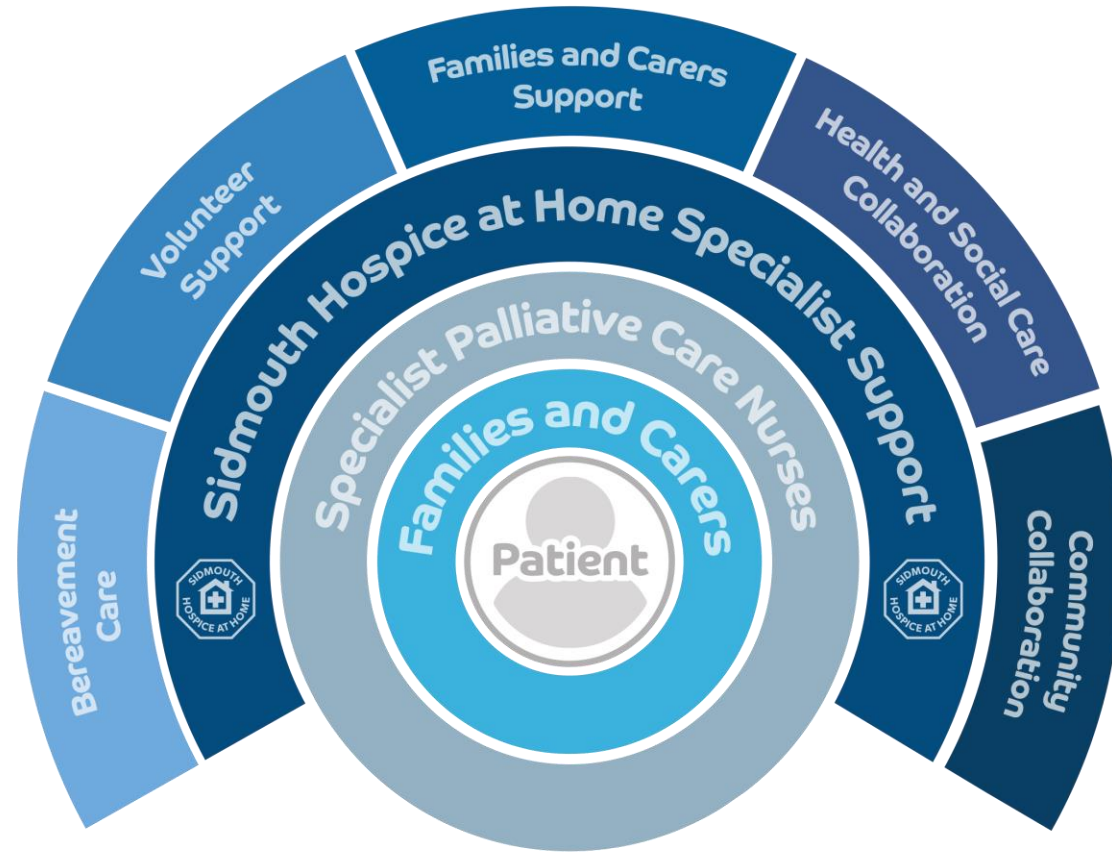 Families and Carers
Support
Volunteer
Support
Health and Social Care
Collaboration
Bereavement
Care
Community
Collaboration
Sidmouth Hospice at Home Specialist Support
Specialist Palliative Care Nurses
Families and Carers
Patient
SIDMOUTH
HOSPICE AT HOME
SIDMOUTH
HOSPICE AT HOME